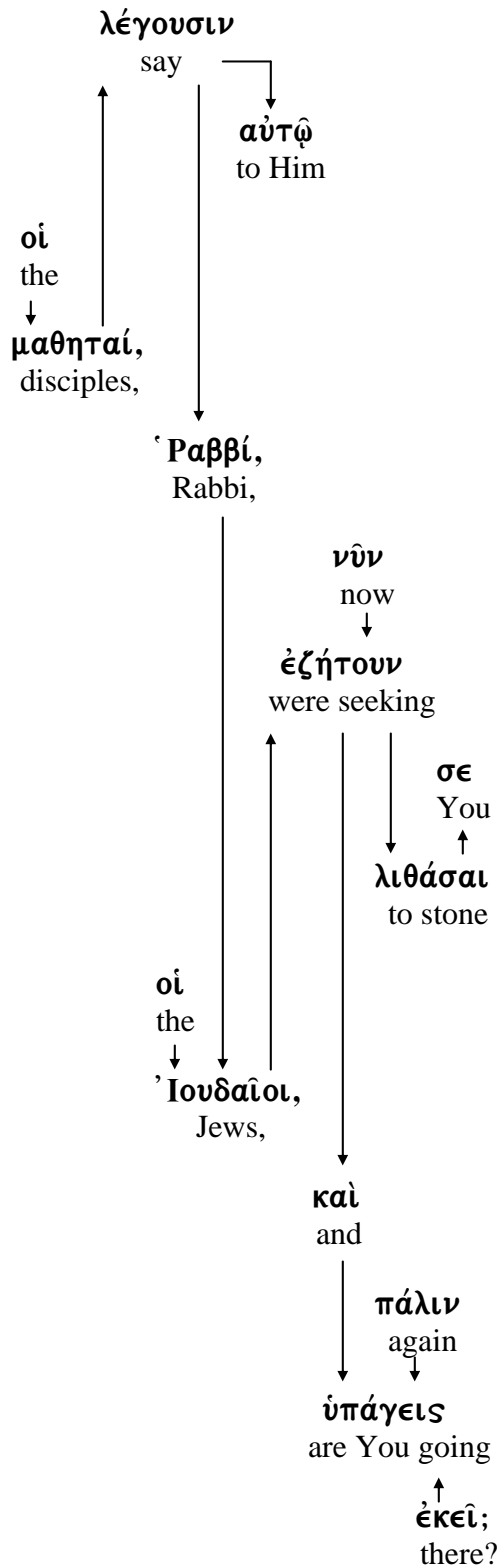 λέγουσιν
say
αὐτῷ
to Him
οἱ
the
μαθηταί,
disciples,
Ῥαββί,
Rabbi,
νῦν
now
ἐζήτουν
were seeking
σε
You
λιθάσαι
to stone
οἱ
the
Ἰουδαῖοι,
Jews,
καὶ
and
πάλιν
again
ὑπάγεις
are You going
ἐκεῖ;
there?